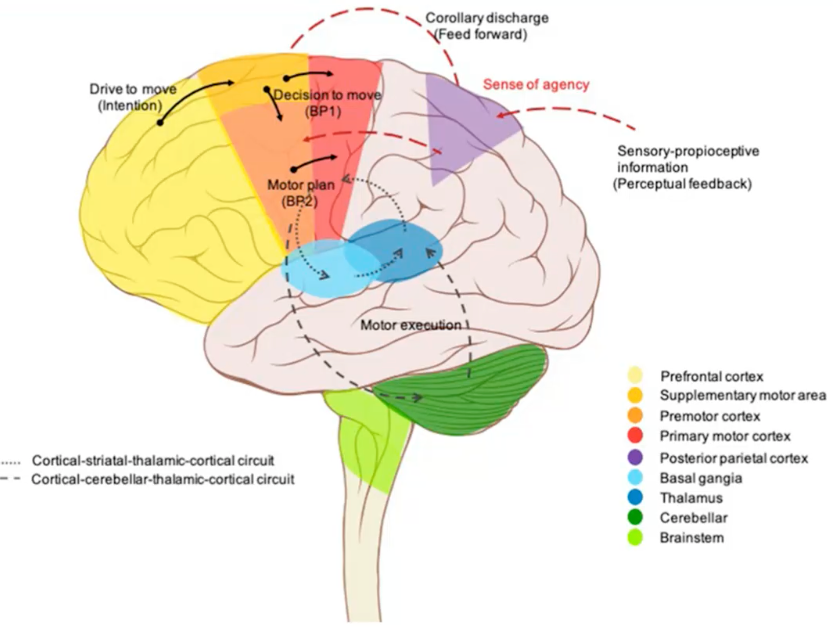 Corollary discharge
(Feed forward)
Drive to move
(Intention)
Decision to move
(BP1)
Sense of agency
Sensory-propioceptive
information
(Perceptual feedback)
Motor plan
(BP2)
Motor execution
Cortical-striatal-thalamic-cortical circuit
Cortical-cerebellar-thalamic-cortical circuit
Prefrontal cortex
Supplementary motor area
Premotor cortex
Primary motor cortex
Posterior parietal cortex
Basal gangia
Thalamus
Cerebellar
Brainstem